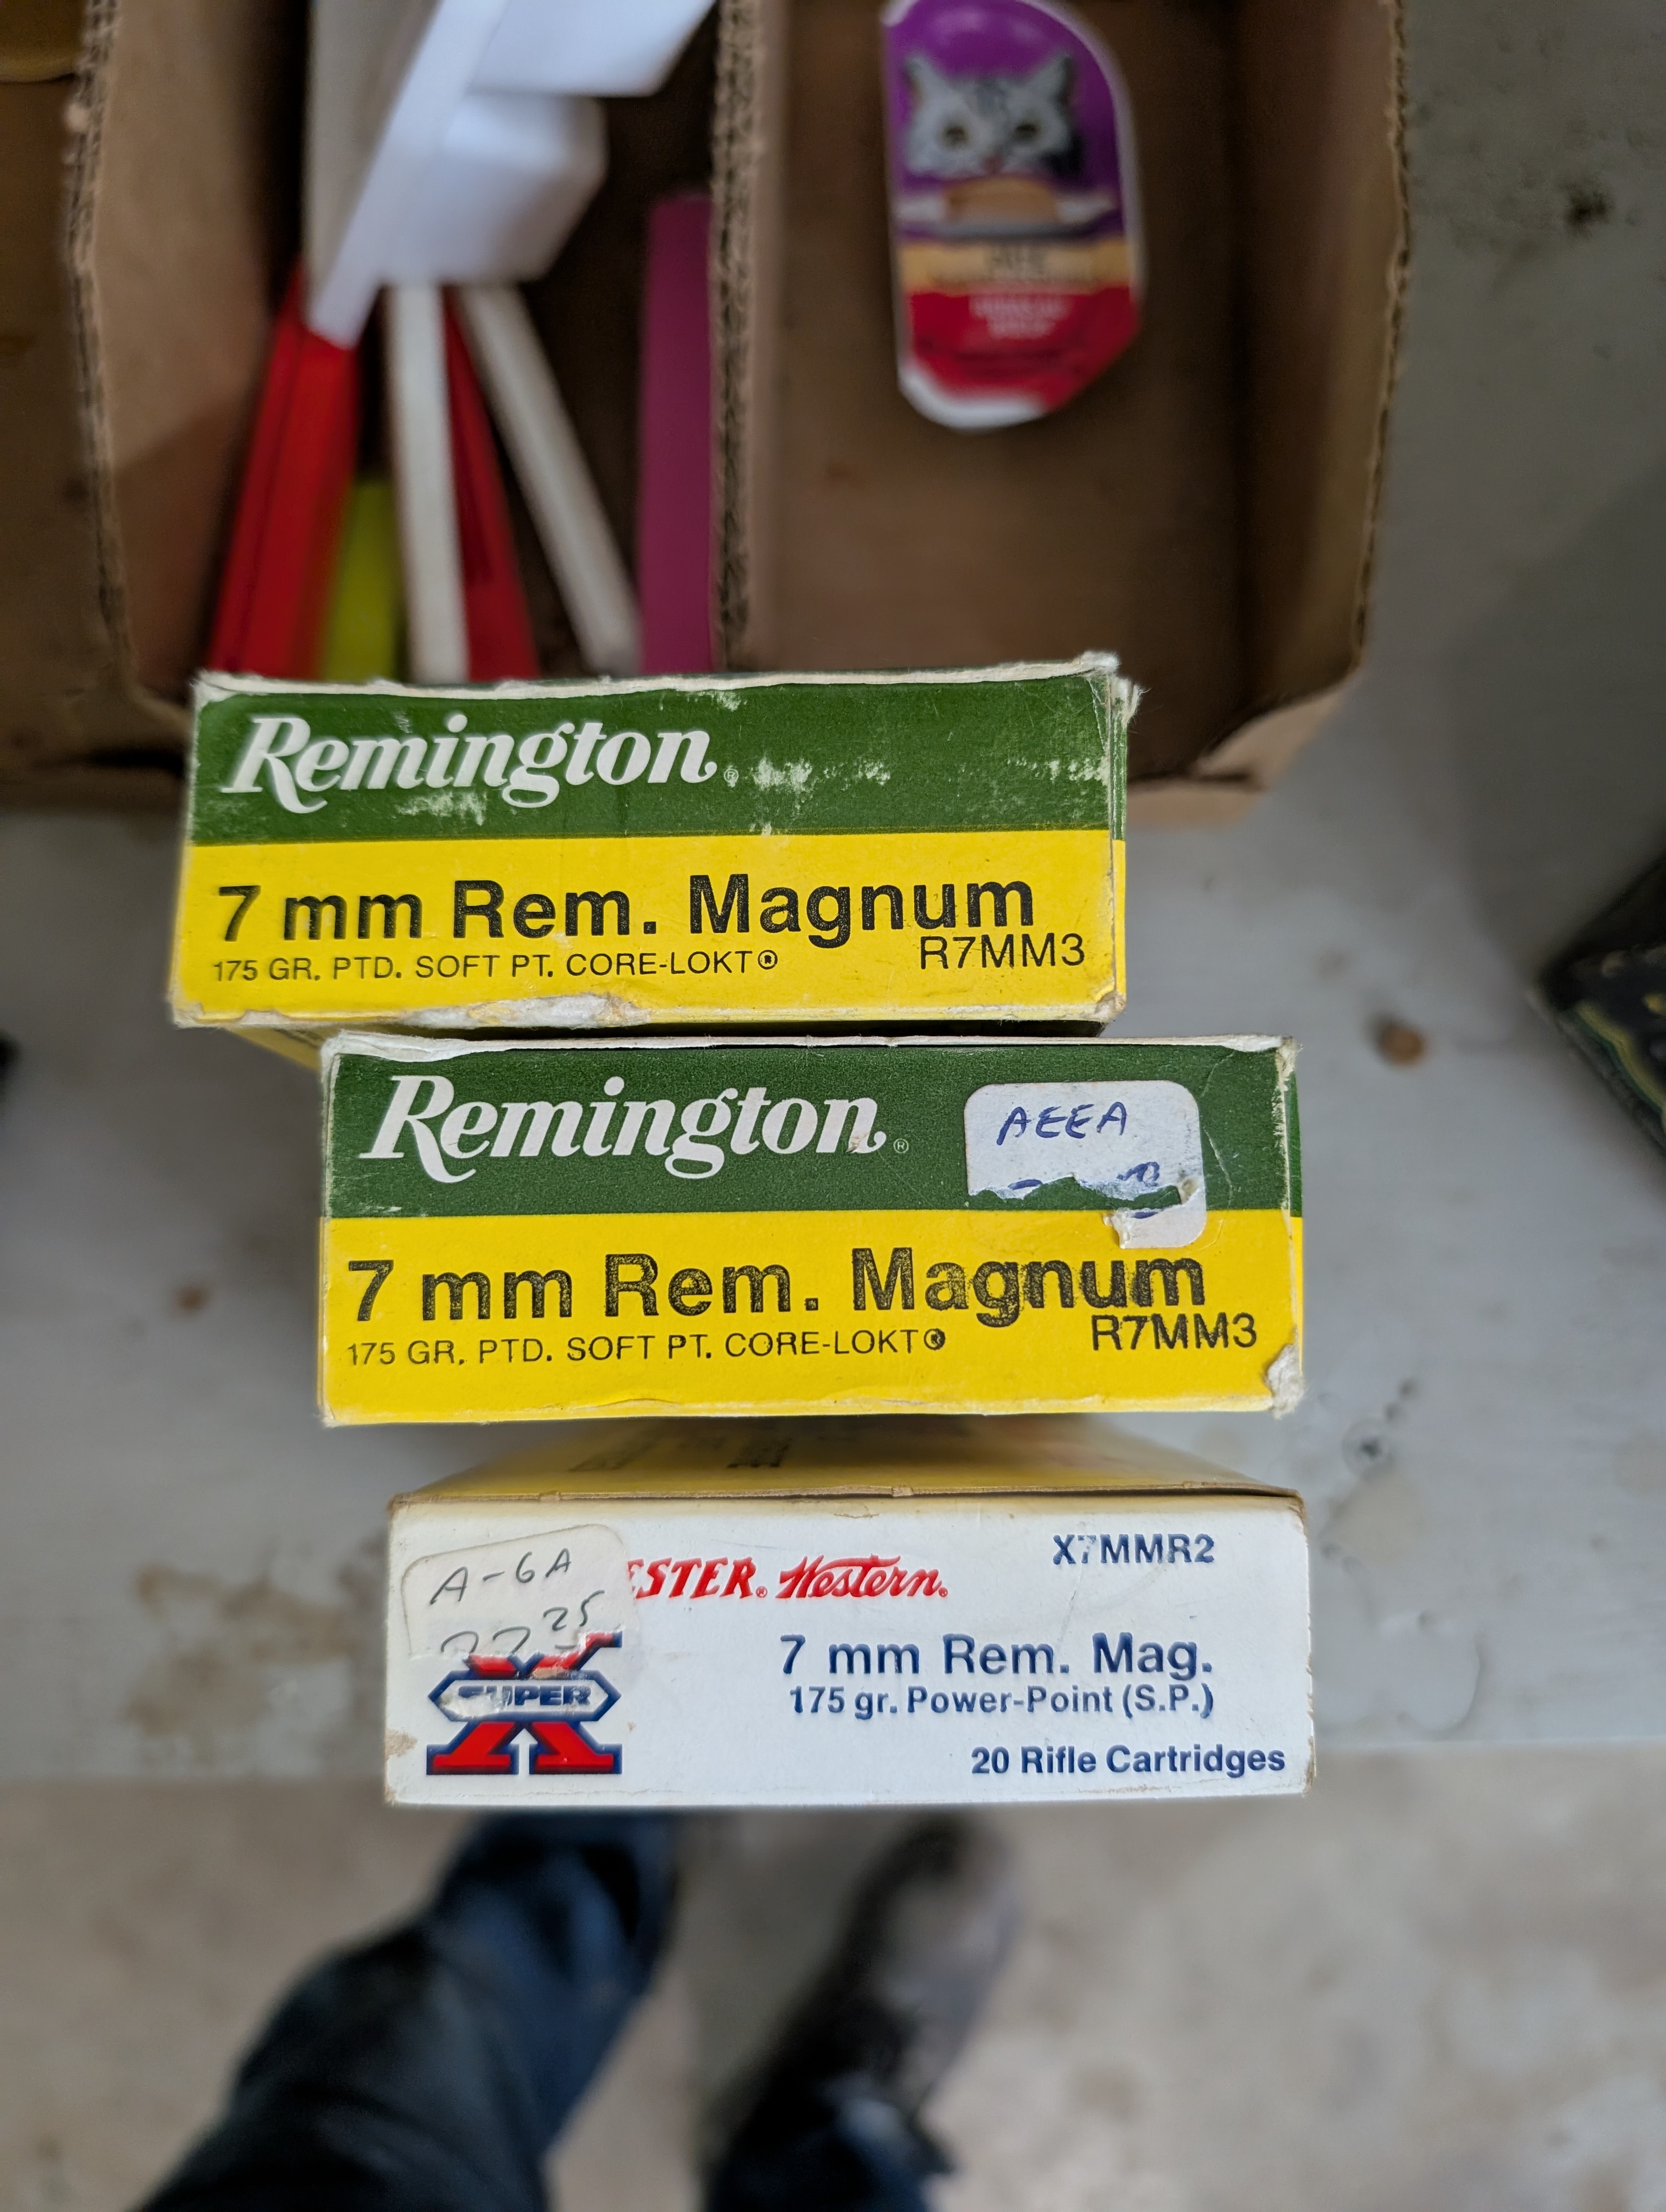 Remington®
7 mm Rem. Magnum
175 GR. PTD. SOFT PT. CORE-LOKT® R7MM3
Remington®
AEEA
7 mm Rem. Magnum
175 GR. PTD. SOFT PT. CORE-LOKT® R7MM3
X7MMR2
A-6A
ESTER® Western®
25
7 mm Rem. Mag.
SUPER X
175 gr. Power-Point (S.P.)
20 Rifle Cartridges